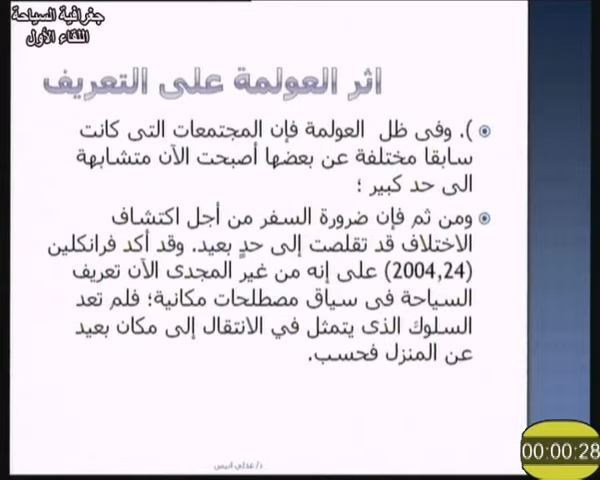 جغرافية السياحة
اللقاء الأول
اثر العولمة على التعريف
). وفى ظل العولمة فإن المجتمعات التى كانت
سابقا مختلفة عن بعضها أصبحت الآن متشابهة
الى حد كبير ؛
ومن ثم فإن ضرورة السفر من أجل اكتشاف
الاختلاف قد تقلصت إلى حدٍ بعيد. وقد أكد فرانكلين
(2004,24) على إنه من غير المجدى الآن تعريف
السياحة فى سياق مصطلحات مكانية؛ فلم تعد
السلوك الذى يتمثل في الانتقال إلى مكان بعيد
عن المنزل فحسب.
د/عدلي انيس
00:00:28